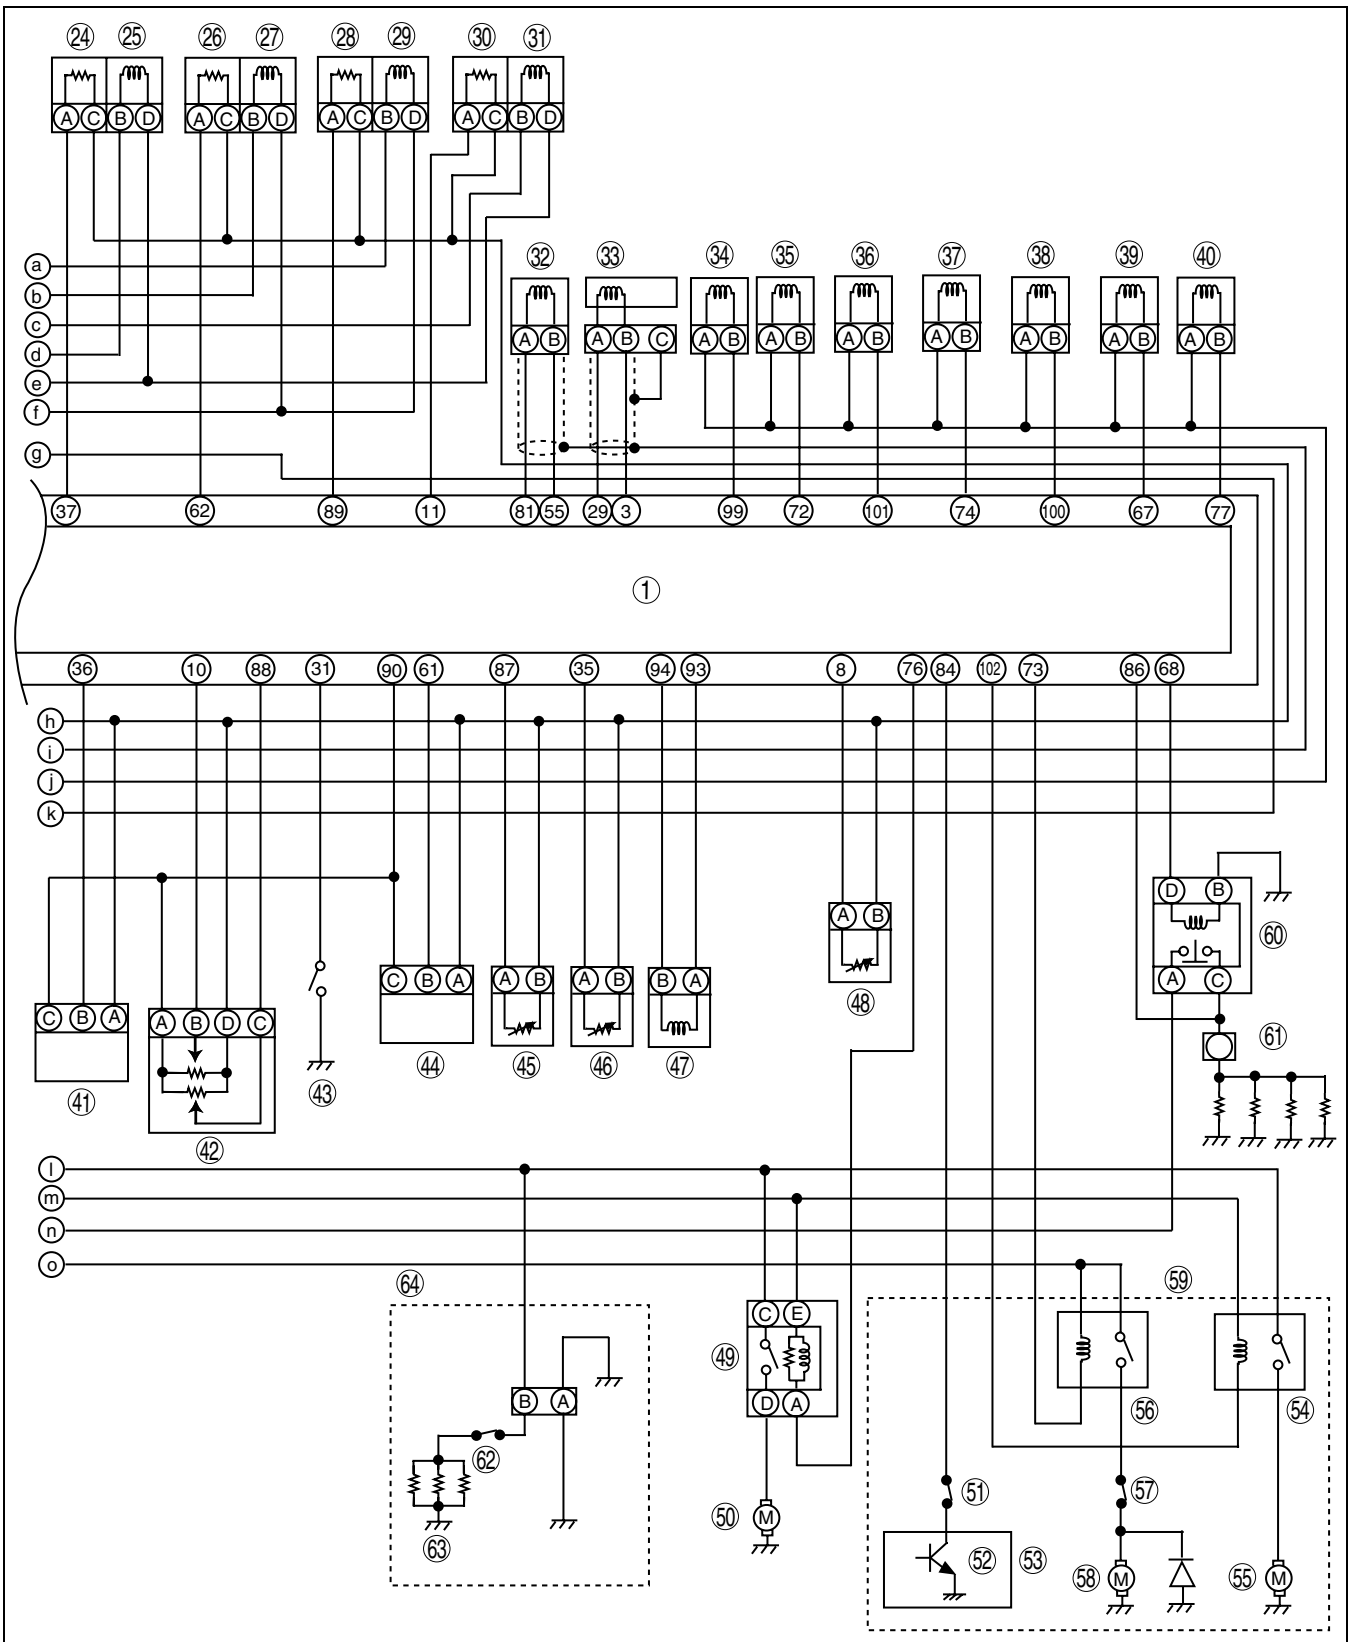 24 25 26 27 28 29 30 31
A C B D A C B D A C B D A C B D
32 33 34 35 36 37 38 39 40
a
b
c
d
e
f
A B A B C A B A B A B A B A B A B A B
g
37 62 89 11 81 55 29 3 99 72 101 74 100 67 77
1
36 10 88 31 90 61 87 35 94 93 8 76 84 102 73 86 68
h
i
j
k
D B
A B
60
C B A A B A B B A
A C
48
C B A A B D C
61
44 45 46 47
43
41
42
l
m
n
o
64 59
C E
49
D A
B A
56 54
62
51 57
50 M
63
52 53
58 M
55 M